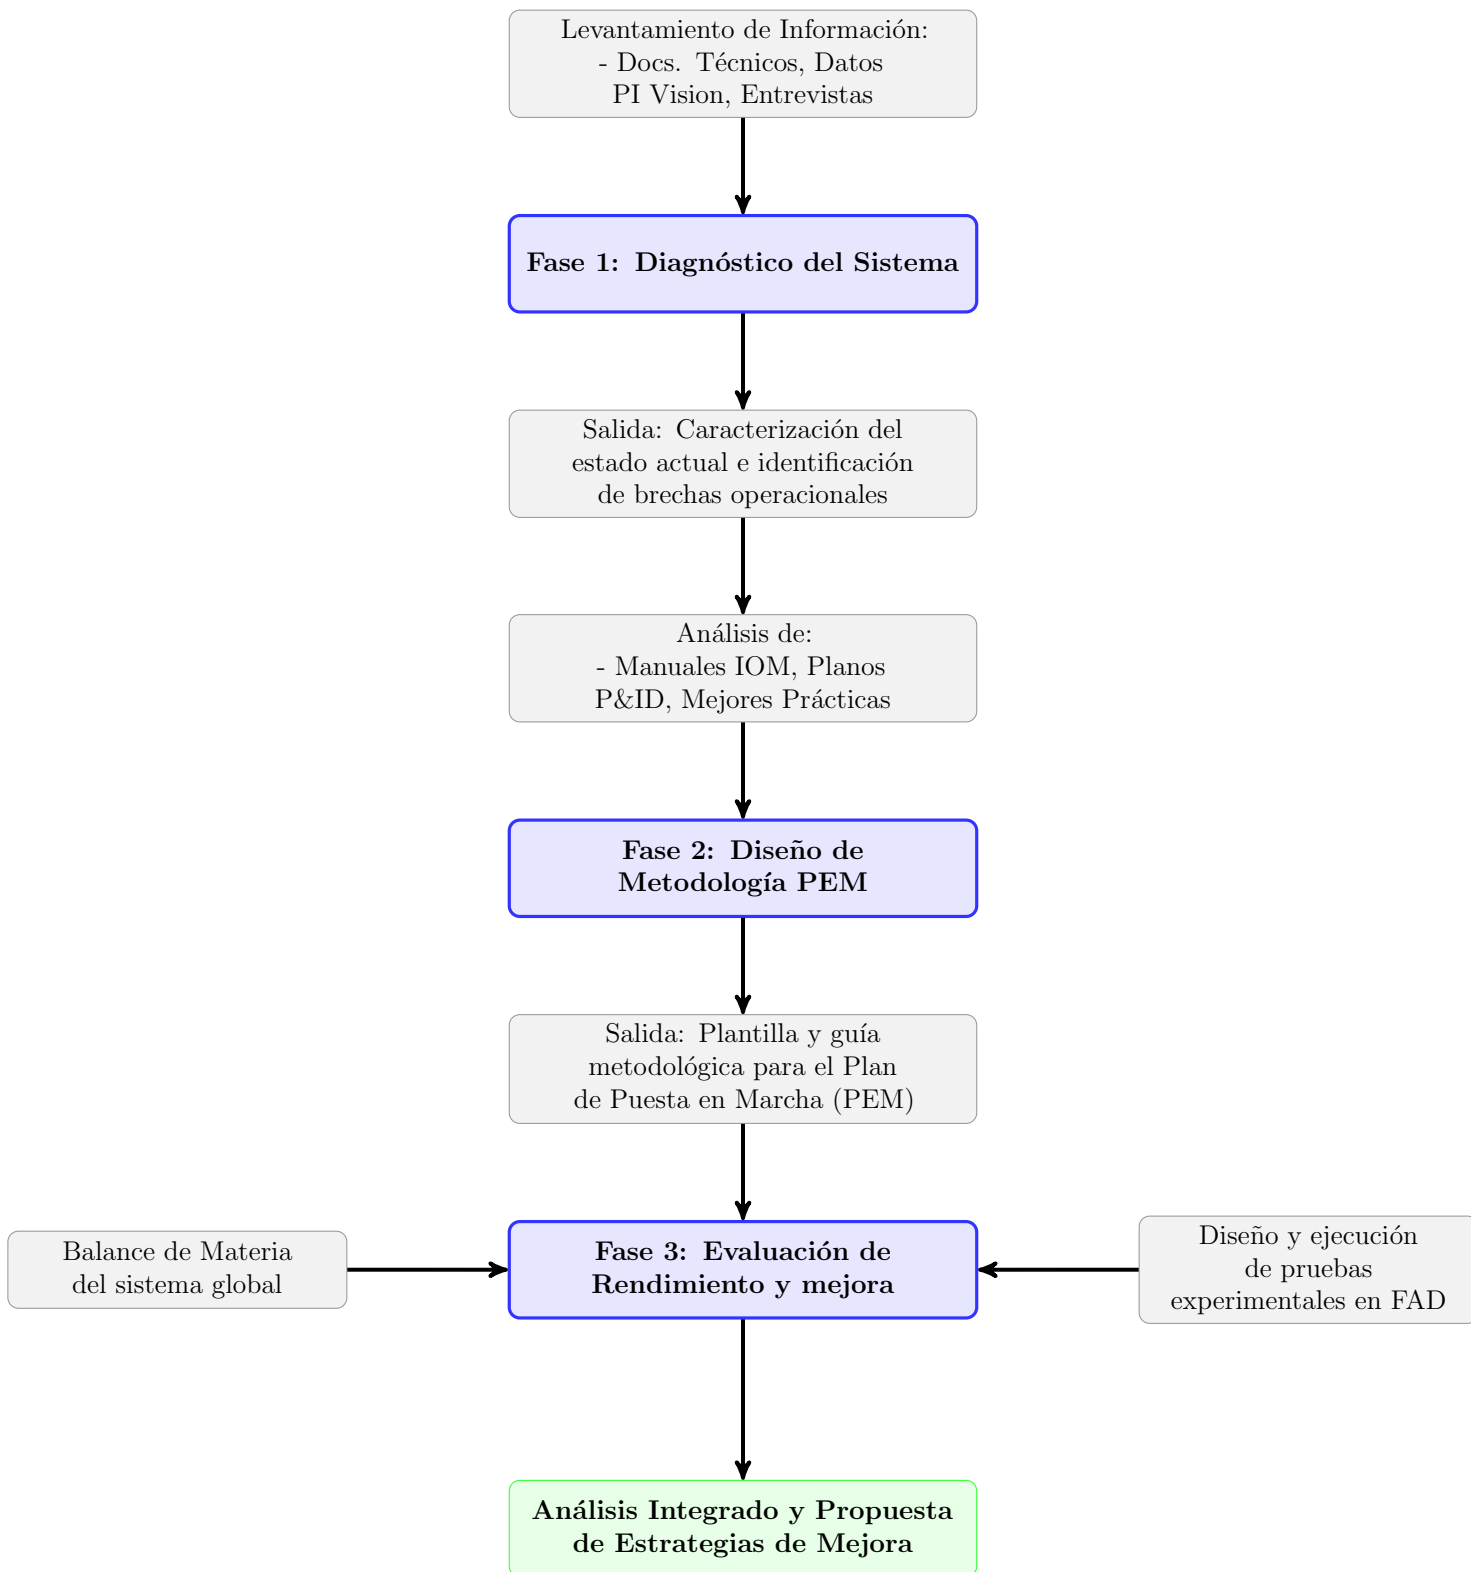 Levantamiento de Información:
- Docs. Técnicos, Datos
PI Vision, Entrevistas
Fase 1: Diagnóstico del Sistema
Salida: Caracterización del
estado actual e identificación
de brechas operacionales
Análisis de:
- Manuales IOM, Planos
P&ID, Mejores Prácticas
Fase 2: Diseño de
Metodología PEM
Salida: Plantilla y guía
metodológica para el Plan
de Puesta en Marcha (PEM)
Balance de Materia
del sistema global
Fase 3: Evaluación de
Rendimiento y mejora
Diseño y ejecución
de pruebas
experimentales en FAD
Análisis Integrado y Propuesta
de Estrategias de Mejora